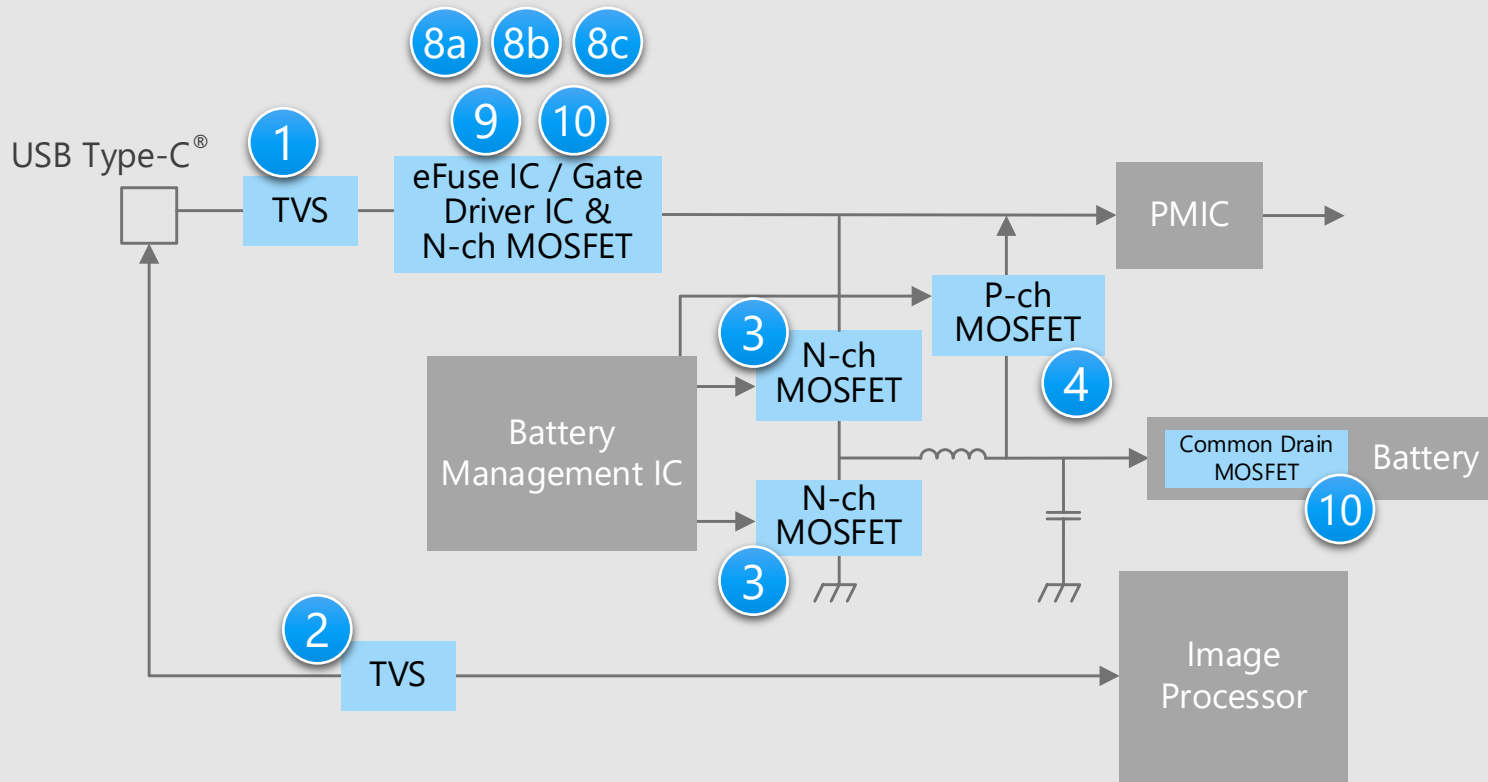 8a 8b 8c
9 10
1
USB Type-C®
TVS
eFuse IC / Gate
Driver IC &
N-ch MOSFET
PMIC
P-ch
MOSFET
3
N-ch
MOSFET
4
Battery
Management IC
Common Drain
MOSFET
Battery
10
N-ch
MOSFET
3
2
TVS
Image
Processor